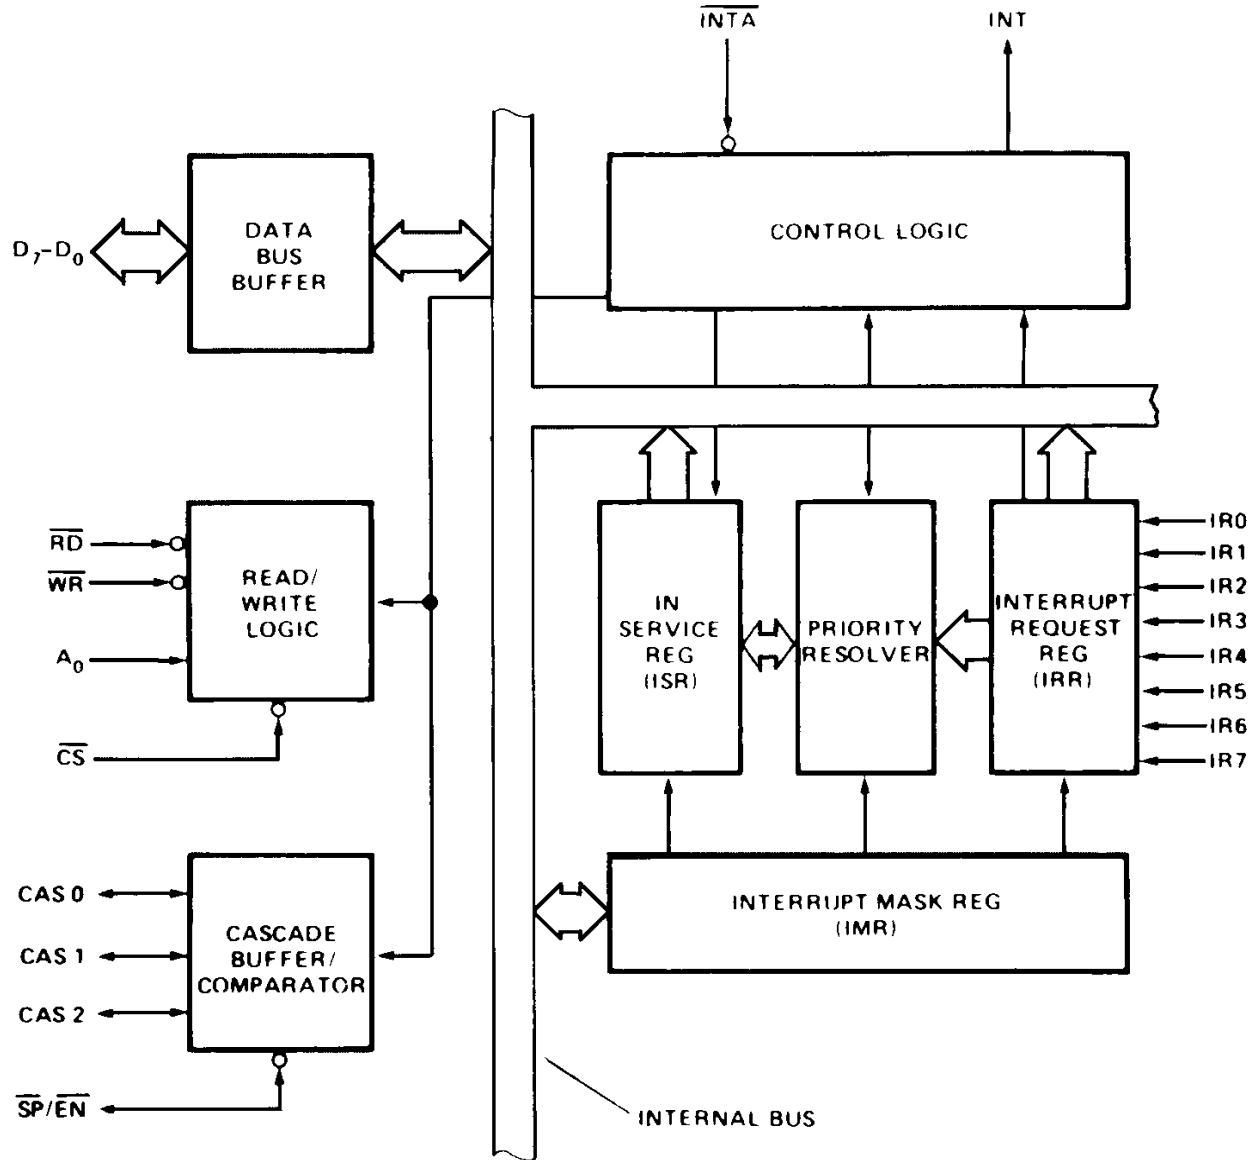 INTA
INT
D7-D0
DATA
BUS
BUFFER
CONTROL LOGIC
RD
WR
A0
CS
READ/
WRITE
LOGIC
IN
SERVICE
REG
(ISR)
PRIORITY
RESOLVER
INTERRUPT
REQUEST
REG
(IRR)
IR0
IR1
IR2
IR3
IR4
IR5
IR6
IR7
CAS 0
CAS 1
CAS 2
SP/EN
CASCADE
BUFFER/
COMPARATOR
INTERRUPT MASK REG
(IMR)
INTERNAL BUS